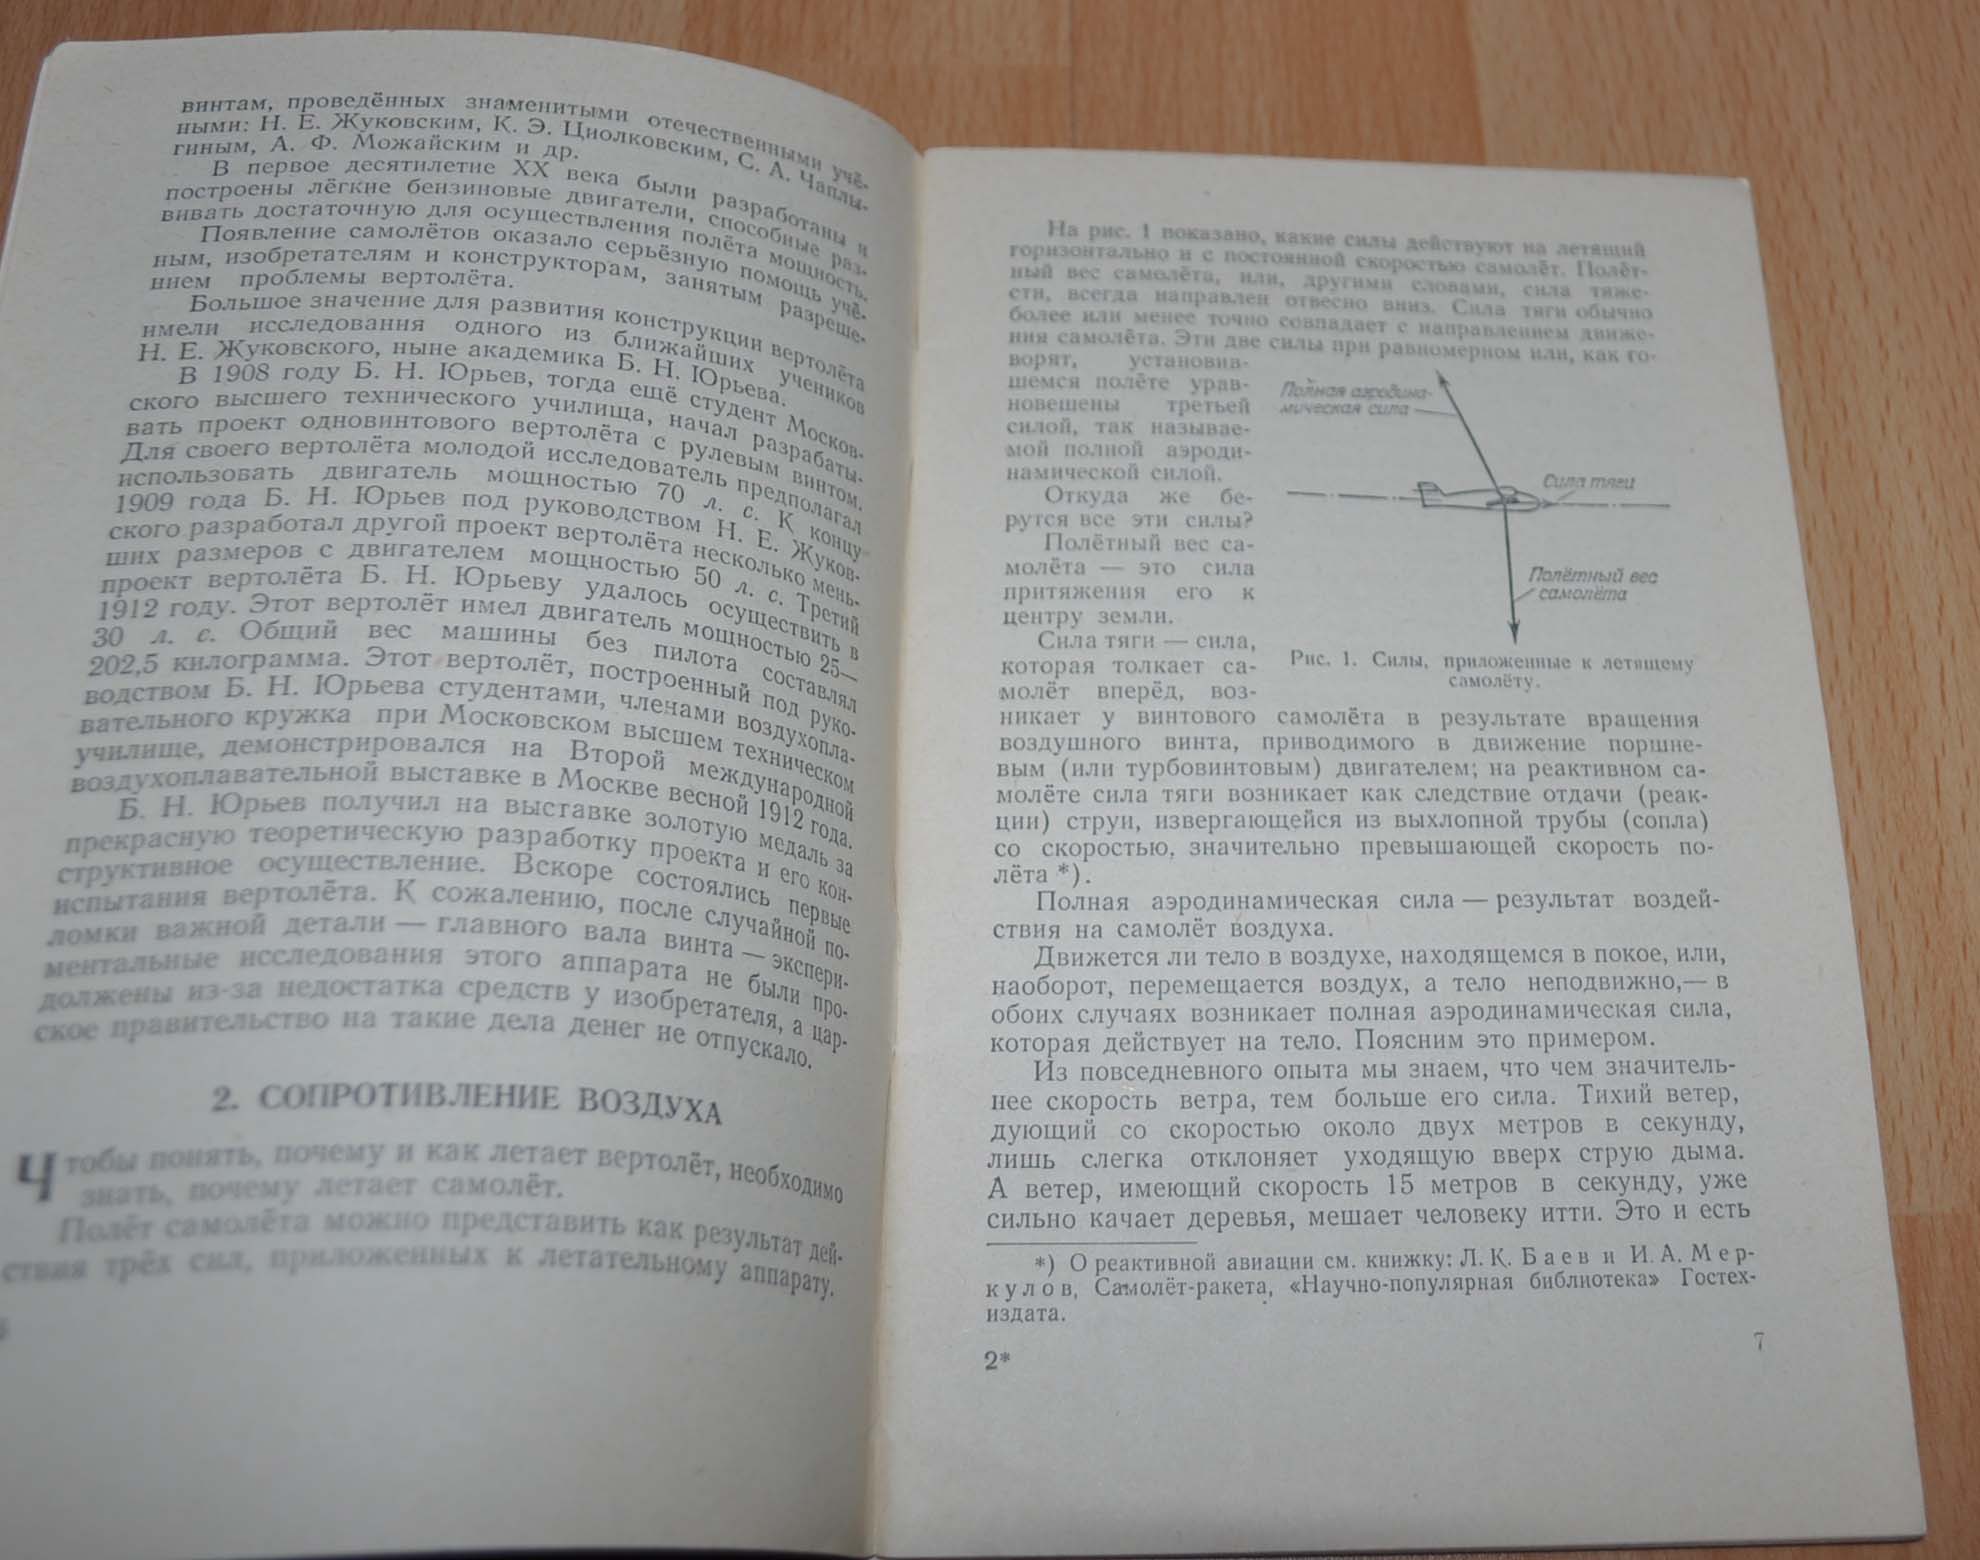 винтам, проведённых знаменитыми отечественными учё-
ными: Н. Е. Жуковским, К. Э. Циолковским, С. А. Чаплы-
гиным, А. Ф. Можайским и др.
В первое десятилетие XX века были разработаны и
построены лёгкие бензиновые двигатели, способные раз-
вивать достаточную для осуществления полёта мощность.
Появление самолётов оказало серьёзную помощь учё-
ным, изобретателям и конструкторам, занятым разреше-
нием проблемы вертолёта.
Большое значение для развития конструкции вертолёта
имели исследования одного из ближайших учеников
Н. Е. Жуковского, ныне академика Б. Н. Юрьева.
В 1908 году Б. Н. Юрьев, тогда ещё студент Москов-
ского высшего технического училища, начал разрабаты-
вать проект одновинтового вертолёта с рулевым винтом.
Для своего вертолёта молодой исследователь предполагал
использовать двигатель мощностью 70 л. с. К концу
1909 года Б. Н. Юрьев под руководством Н. Е. Жуков-
ского разработал другой проект вертолёта несколько мень-
ших размеров с двигателем мощностью 50 л. с. Третий
проект вертолёта Б. Н. Юрьеву удалось осуществить в
1912 году. Этот вертолёт имел двигатель мощностью 25—
30 л. с. Общий вес машины без пилота составлял
202,5 килограмма. Этот вертолёт, построенный под руко-
водством Б. Н. Юрьева студентами, членами воздухопла-
вательного кружка при Московском высшем техническом
училище, демонстрировался на Второй международной
воздухоплавательной выставке в Москве весной 1912 года.
Б. Н. Юрьев получил на выставке золотую медаль за
прекрасную теоретическую разработку проекта и его кон-
структивное осуществление. Вскоре состоялись первые
испытания вертолёта. К сожалению, после случайной по-
ломки важной детали — главного вала винта — экспери-
ментальные исследования этого аппарата не были про-
должены из-за недостатка средств у изобретателя, а цар-
ское правительство на такие дела денег не отпускало.
2. СОПРОТИВЛЕНИЕ ВОЗДУХА
Чтобы понять, почему и как летает вертолёт, необходимо
знать, почему летает самолёт.
Полёт самолёта можно представить как результат дей-
ствия трёх сил, приложенных к летательному аппарату.
На рис. 1 показано, какие силы действуют на летящий
горизонтально и с постоянной скоростью самолёт. Полёт-
ный вес самолёта, или, другими словами, сила тяже-
сти, всегда направлен отвесно вниз. Сила тяги обычно
более или менее точно совпадает с направлением движе-
ния самолёта. Эти две силы при равномерном или, как го-
ворят, установив-
шемся полёте урав-
новешены третьей
силой, так называе-
мой полной аэроди-
намической силой.
Откуда же бе-
рутся все эти силы?
Полётный вес са-
молёта — это сила
притяжения его к
центру земли.
Сила тяги — сила,
которая толкает са-
молёт вперёд, воз-
Полная аэродина-
мическая сила
Сила тяги
Полётный вес
самолёта
Рис. 1. Силы, приложенные к летящему
самолёту.
никает у винтового самолёта в результате вращения
воздушного винта, приводимого в движение поршне-
вым (или турбовинтовым) двигателем; на реактивном са-
молёте сила тяги возникает как следствие отдачи (реак-
ции) струи, извергающейся из выхлопной трубы (сопла)
со скоростью, значительно превышающей скорость по-
лёта *).
Полная аэродинамическая сила — результат воздей-
ствия на самолёт воздуха.
Движется ли тело в воздухе, находящемся в покое, или,
наоборот, перемещается воздух, а тело неподвижно,— в
обоих случаях возникает полная аэродинамическая сила,
которая действует на тело. Поясним это примером.
Из повседневного опыта мы знаем, что чем значитель-
нее скорость ветра, тем больше его сила. Тихий ветер,
дующий со скоростью около двух метров в секунду,
лишь слегка отклоняет уходящую вверх струю дыма.
А ветер, имеющий скорость 15 метров в секунду, уже
сильно качает деревья, мешает человеку итти. Это и есть
*) О реактивной авиации см. книжку: Л. К. Баев и И. А. Мер-
кулов, Самолёт-ракета, «Научно-популярная библиотека» Гостех-
издата.
2*
7